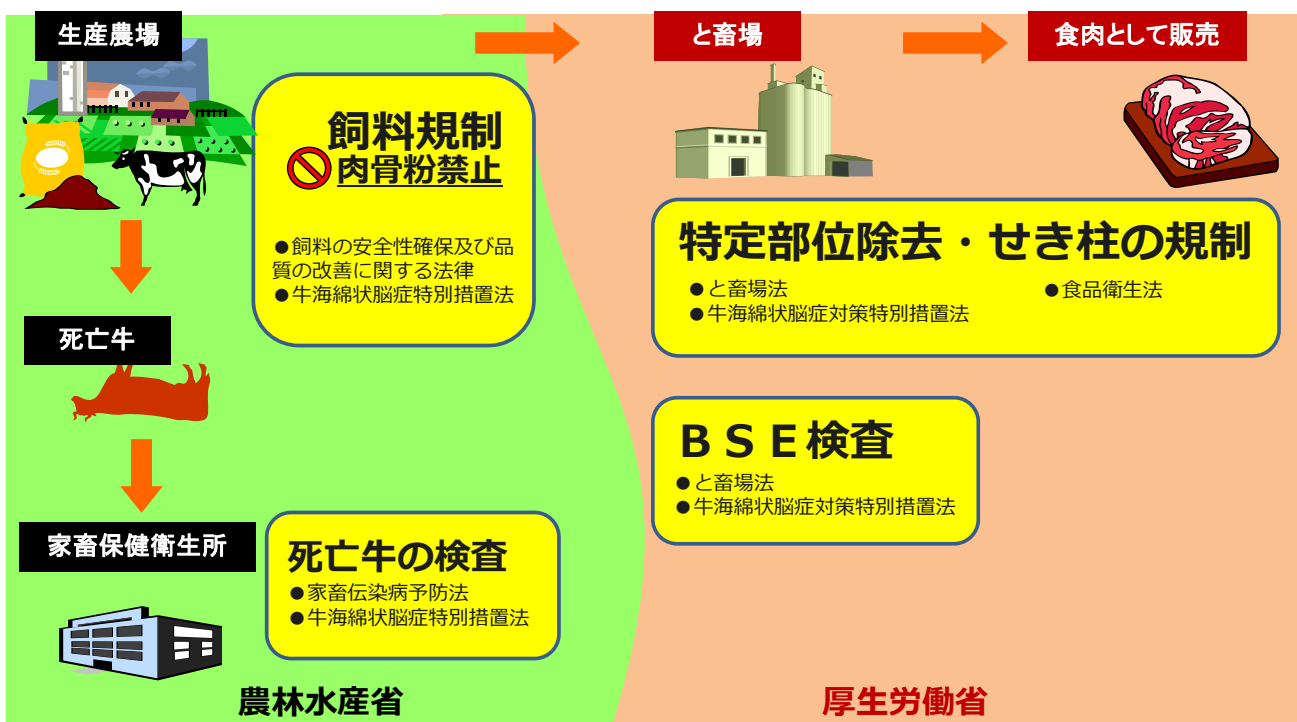 生産農場
と畜場
食肉として販売
飼料規制
肉骨粉禁止
●飼料の安全性確保及び品
質の改善に関する法律
●牛海綿状脳症特別措置法
特定部位除去・せき柱の規制
●と畜場法
●牛海綿状脳症対策特別措置法
●食品衛生法
死亡牛
ＢＳＥ検査
●と畜場法
●牛海綿状脳症対策特別措置法
家畜保健衛生所
死亡牛の検査
●家畜伝染病予防法
●牛海綿状脳症特別措置法
農林水産省
厚生労働省